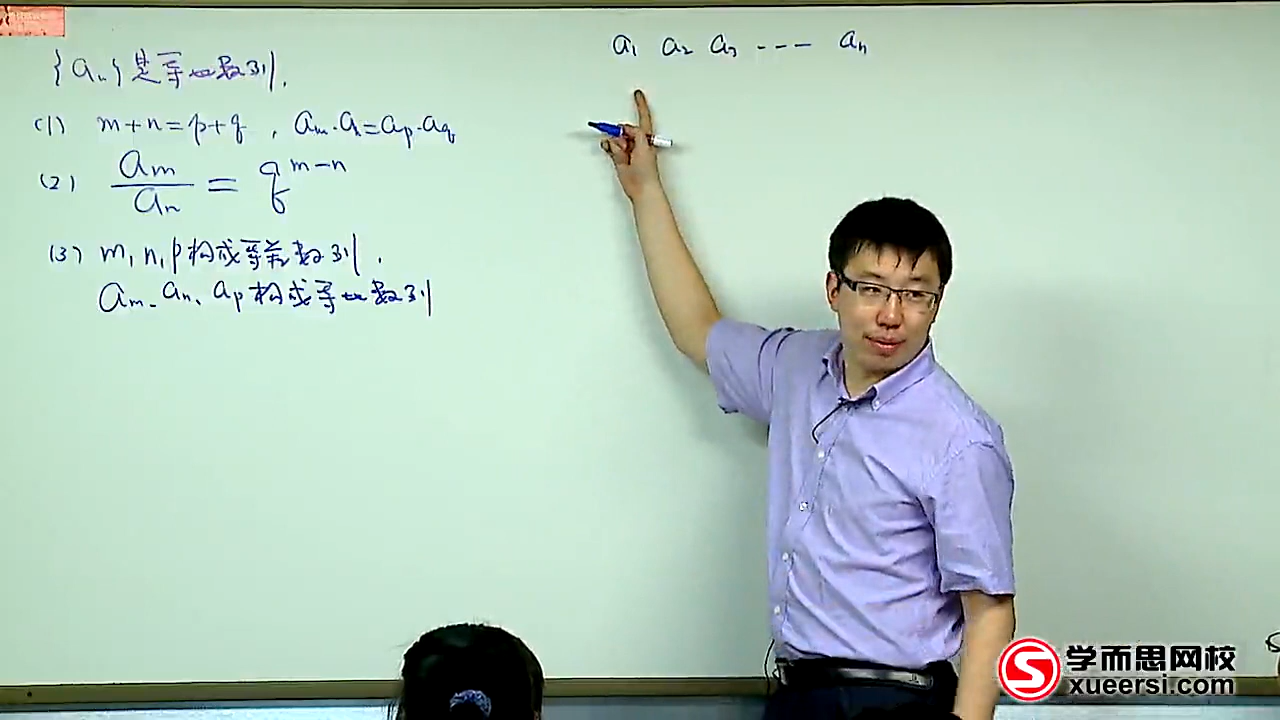 {aₙ}是等比数列.
(1) m+n=p+q , aₘ·aₙ=aₚ·a_q
(2) aₘ/aₙ = q^{m-n}
(3) m,n,p构成等差数列.
aₘ、aₙ、aₚ构成等比数列
a₁ a₂ a₃ --- aₙ
学而思网校
xueersi.com